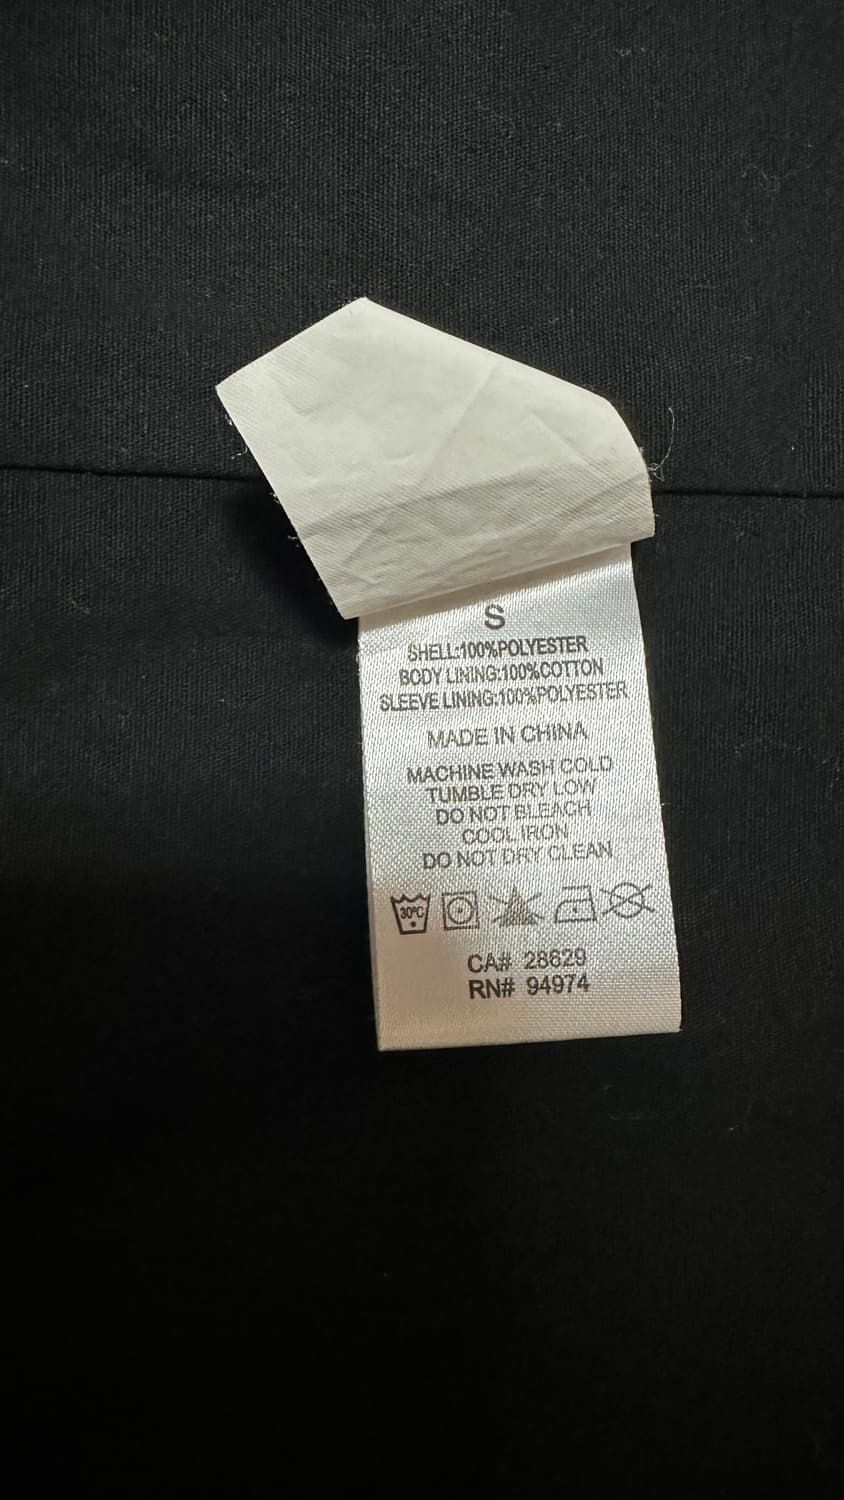 S
SHELL:100%POLYESTER
BODY LINING:100%COTTON
SLEEVE LINING:100%POLYESTER
MADE IN CHINA
MACHINE WASH COLD
TUMBLE DRY LOW
DO NOT BLEACH
COOL IRON
DO NOT DRY CLEAN
30°C
CA# 28629
RN# 94974